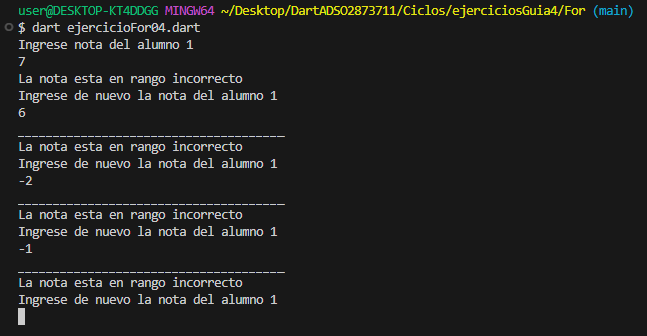 user@DESKTOP-KT4DDGG MINGW64 ~/Desktop/DartADSO2873711/Ciclos/ejerciciosGuia4/For (main)
$ dart ejercicioFor04.dart
Ingrese nota del alumno 1
7
La nota esta en rango incorrecto
Ingrese de nuevo la nota del alumno 1
6
______________________________________
La nota esta en rango incorrecto
Ingrese de nuevo la nota del alumno 1
-2
______________________________________
La nota esta en rango incorrecto
Ingrese de nuevo la nota del alumno 1
-1
______________________________________
La nota esta en rango incorrecto
Ingrese de nuevo la nota del alumno 1